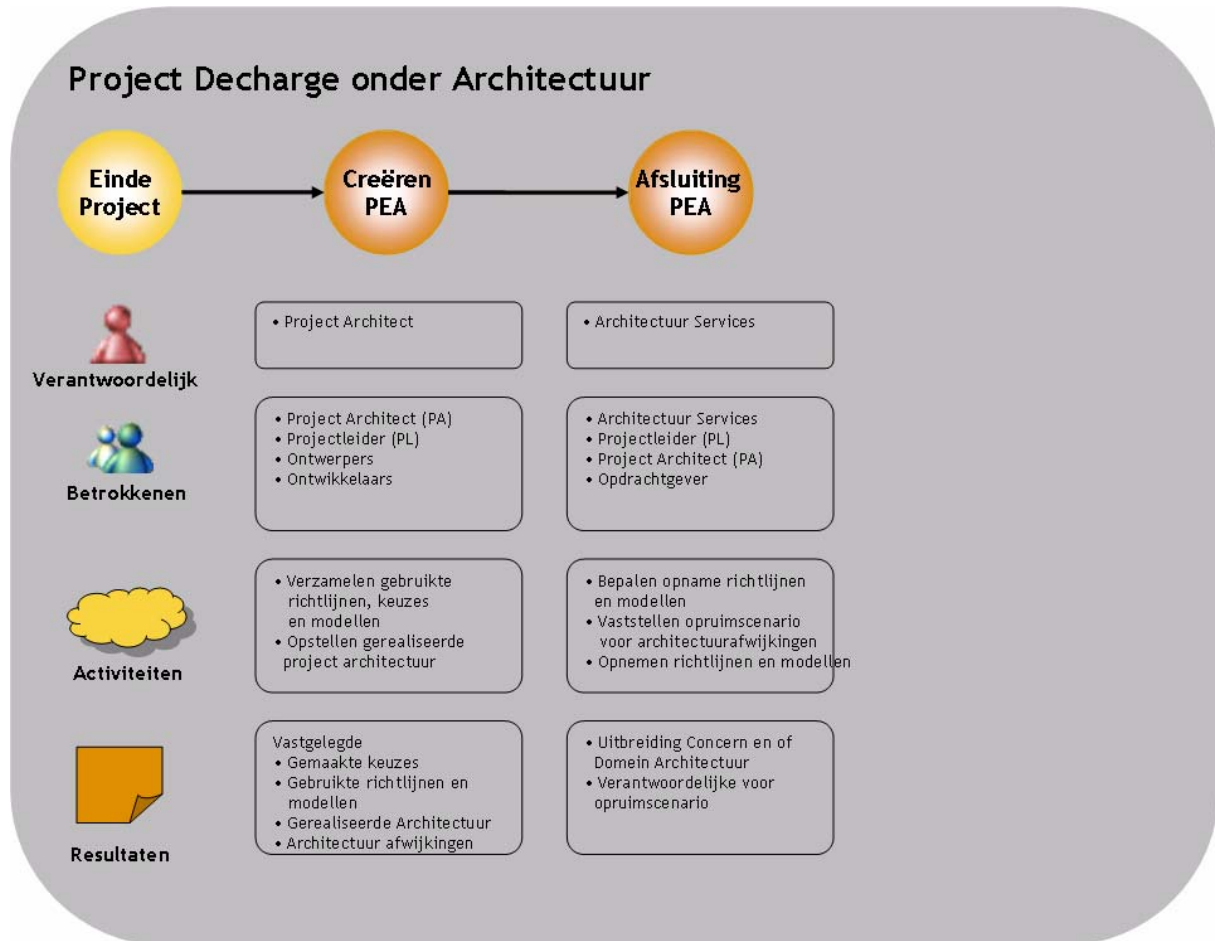 Project Decharge onder Architectuur
Einde
Project
Creëren
PEA
Afsluiting
PEA
Verantwoordelijk
• Project Architect
• Architectuur Services
Betrokkenen
• Project Architect (PA)
• Projectleider (PL)
• Ontwerpers
• Ontwikkelaars
• Architectuur Services
• Projectleider (PL)
• Project Architect (PA)
• Opdrachtgever
Activiteiten
• Verzamelen gebruikte
richtlijnen, keuzes
en modellen
• Opstellen gerealiseerde
project architectuur
• Bepalen opname richtlijnen
en modellen
• Vaststellen opruimscenario
voor architectuurafwijkingen
• Opnemen richtlijnen en modellen
Resultaten
Vastgelegde
• Gemaakte keuzes
• Gebruikte richtlijnen en
modellen
• Gerealiseerde Architectuur
• Architectuur afwijkingen
• Uitbreiding Concern en of
Domein Architectuur
• Verantwoordelijke voor
opruimscenario